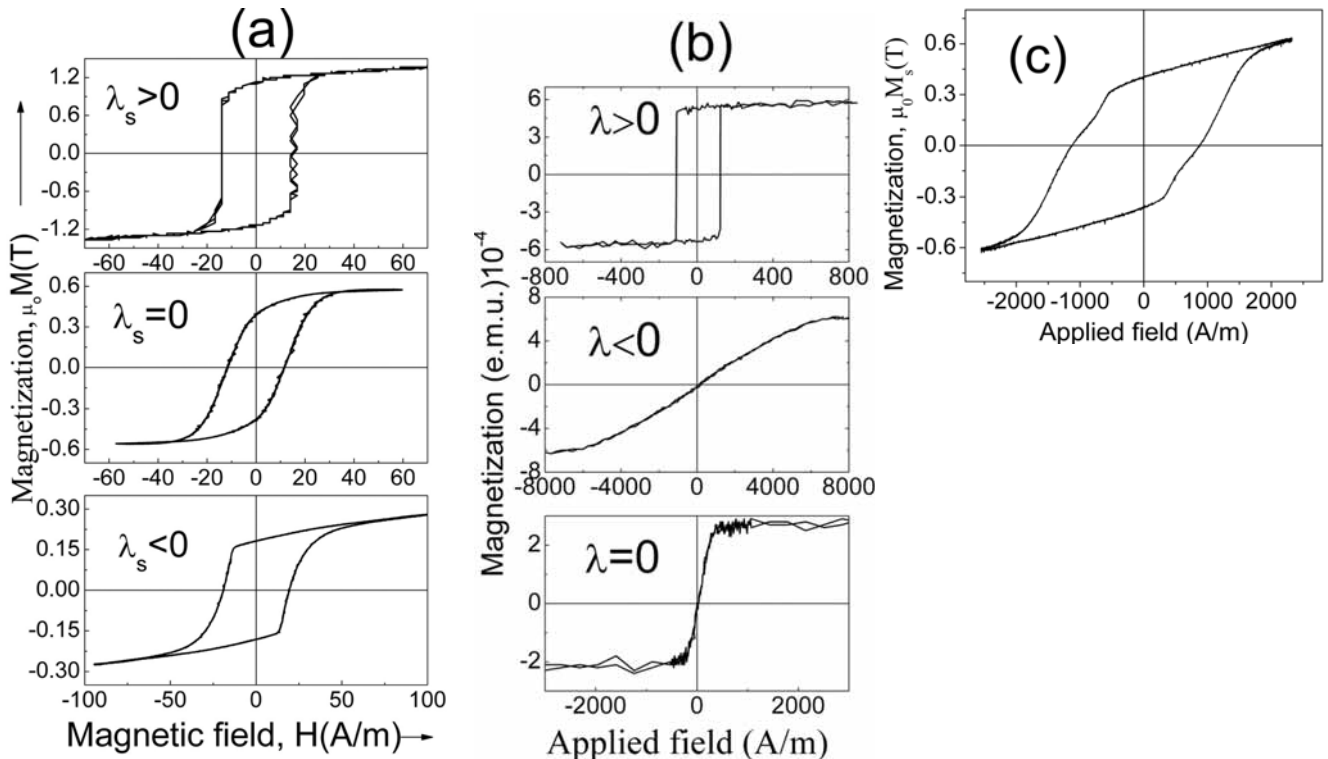 (a)
λs>0
1.2
0.6
0.0
-0.6
-1.2
-60 -40 -20 0 20 40 60
λs=0
0.6
0.3
0.0
-0.3
-0.6
-60 -40 -20 0 20 40 60
λs<0
0.30
0.15
0.00
-0.15
-0.30
-100 -50 0 50 100
Magnetization, μoM(T)
Magnetic field, H(A/m)
(b)
λ>0
6
3
0
-3
-6
-8000 -4000 0 4000 8000
λ<0
8
4
0
-4
-8
-8000 -4000 0 4000 8000
λ=0
2
0
-2
-2000 0 2000
Magnetization (e.m.u.)10-4
Applied field (A/m)
(c)
0.6
0.3
0.0
-0.3
-0.6
-2000 -1000 0 1000 2000
Magnetization, μ0Ms(T)
Applied field (A/m)